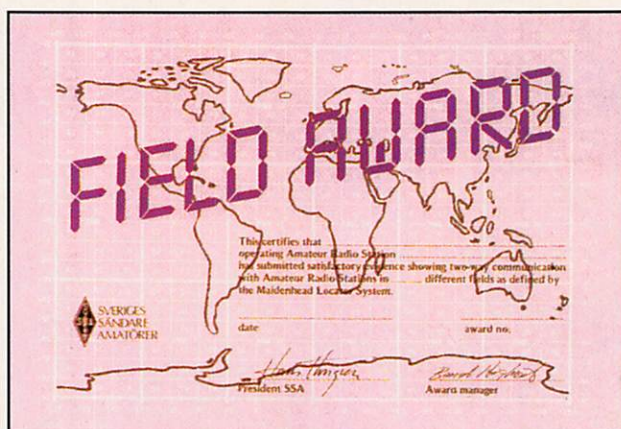 FIELD AWARD
This certifies that
operating Amateur Radio Station
has submitted satisfactory evidence showing two-way communication
with Amateur Radio Stations in different fields as defined by
the Maidenhead Locator System.
SVERIGES
SÄNDARE
AMATÖRER
date award no.
President SSA Award manager